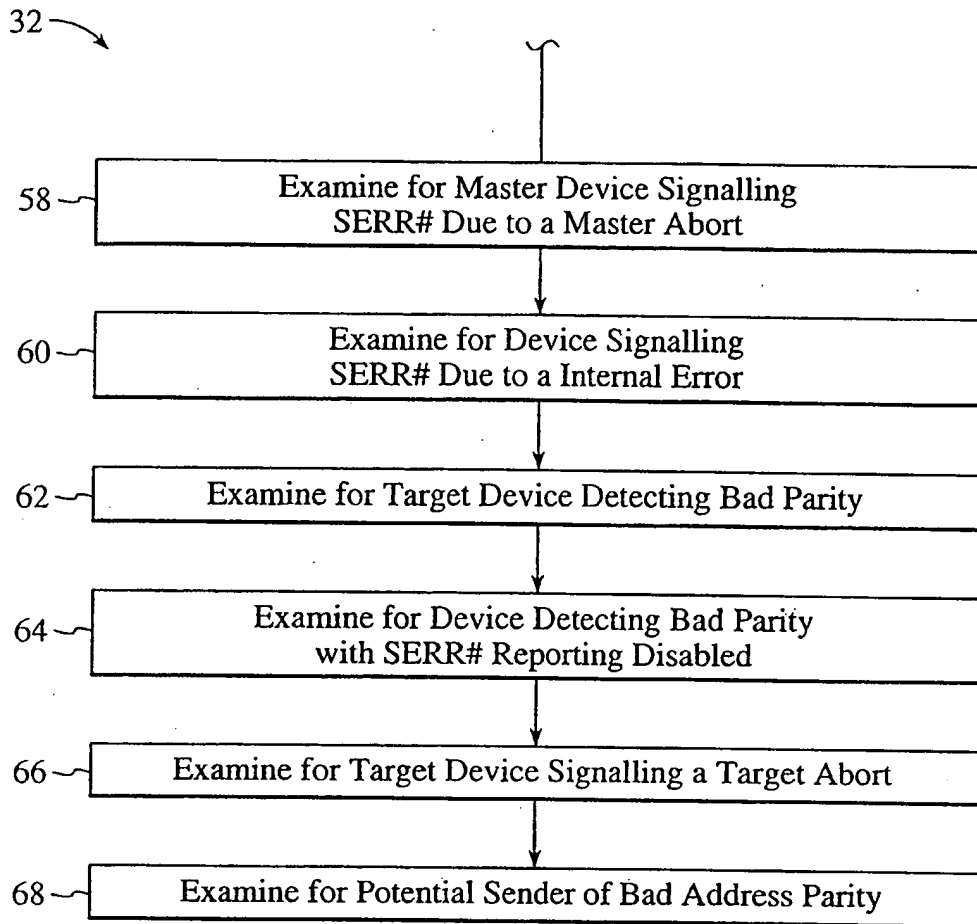 32
58
Examine for Master Device Signalling
SERR# Due to a Master Abort
60
Examine for Device Signalling
SERR# Due to a Internal Error
62
Examine for Target Device Detecting Bad Parity
64
Examine for Device Detecting Bad Parity
with SERR# Reporting Disabled
66
Examine for Target Device Signalling a Target Abort
68
Examine for Potential Sender of Bad Address Parity